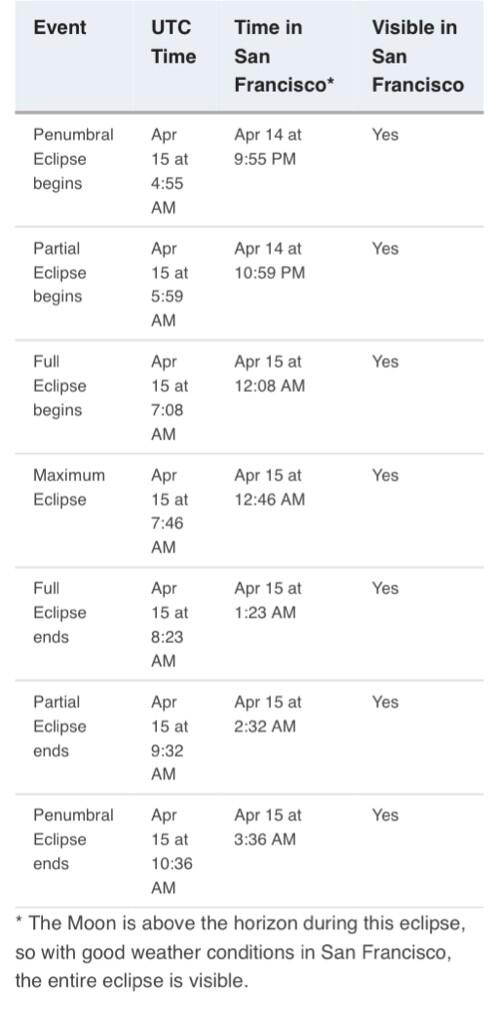 Event UTC Time in Visible in
Time San San
Francisco* Francisco
Penumbral Apr Apr 14 at Yes
Eclipse 15 at 9:55 PM
begins 4:55
AM
Partial Apr Apr 14 at Yes
Eclipse 15 at 10:59 PM
begins 5:59
AM
Full Apr Apr 15 at Yes
Eclipse 15 at 12:08 AM
begins 7:08
AM
Maximum Apr Apr 15 at Yes
Eclipse 15 at 12:46 AM
7:46
AM
Full Apr Apr 15 at Yes
Eclipse 15 at 1:23 AM
ends 8:23
AM
Partial Apr Apr 15 at Yes
Eclipse 15 at 2:32 AM
ends 9:32
AM
Penumbral Apr Apr 15 at Yes
Eclipse 15 at 3:36 AM
ends 10:36
AM
* The Moon is above the horizon during this eclipse,
so with good weather conditions in San Francisco,
the entire eclipse is visible.